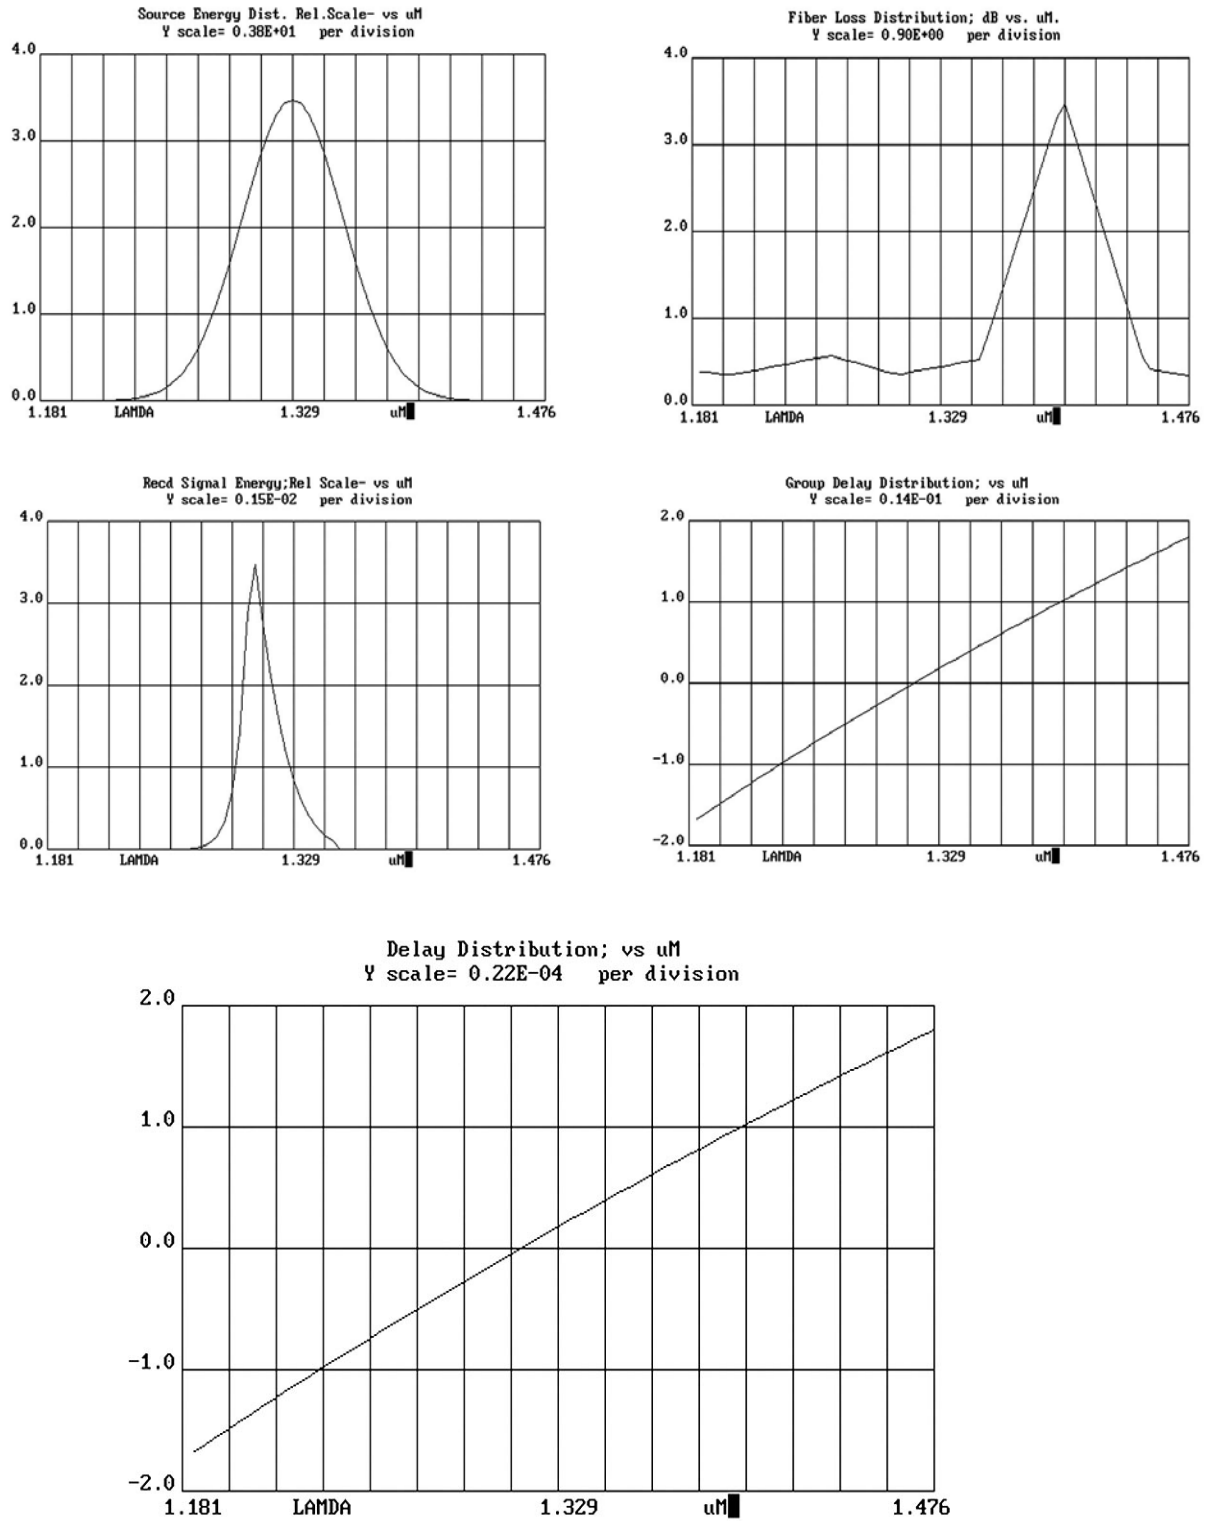 Source Energy Dist. Rel.Scale- vs uM
Y scale= 0.38E+01 per division
4.0
3.0
2.0
1.0
0.0
1.181 LAMDA 1.329 uM 1.476
Fiber Loss Distribution; dB vs. uM.
Y scale= 0.90E+00 per division
4.0
3.0
2.0
1.0
0.0
1.181 LAMDA 1.329 uM 1.476
Recd Signal Energy;Rel Scale- vs uM
Y scale= 0.15E-02 per division
4.0
3.0
2.0
1.0
0.0
1.181 LAMDA 1.329 uM 1.476
Group Delay Distribution; vs uM
Y scale= 0.14E-01 per division
2.0
1.0
0.0
-1.0
-2.0
1.181 LAMDA 1.329 uM 1.476
Delay Distribution; vs uM
Y scale= 0.22E-04 per division
2.0
1.0
0.0
-1.0
-2.0
1.181 LAMDA 1.329 uM 1.476